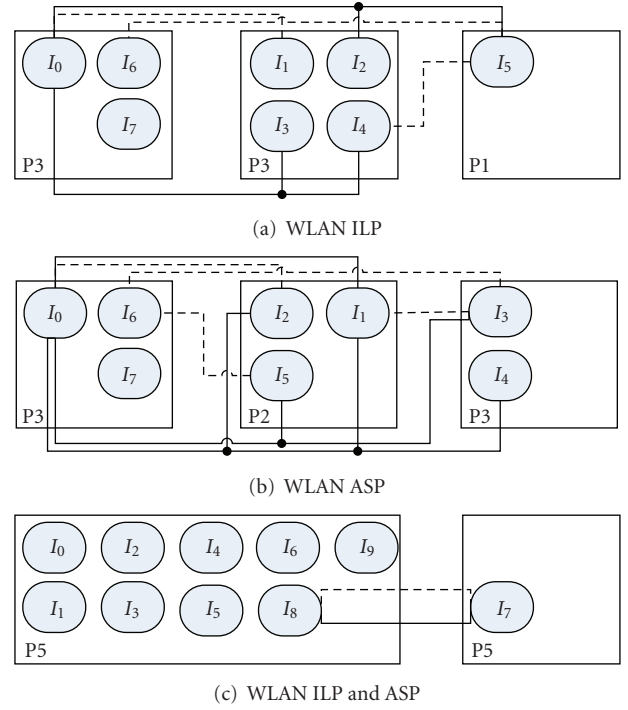 I0 I6 I1 I2 I5
I7 I3 I4
P3 P3 P1
(a) WLAN ILP
I0 I6 I2 I1 I3
I7 I5 I4
P3 P2 P3
(b) WLAN ASP
I0 I2 I4 I6 I9
I1 I3 I5 I8 I7
P5 P5
(c) WLAN ILP and ASP